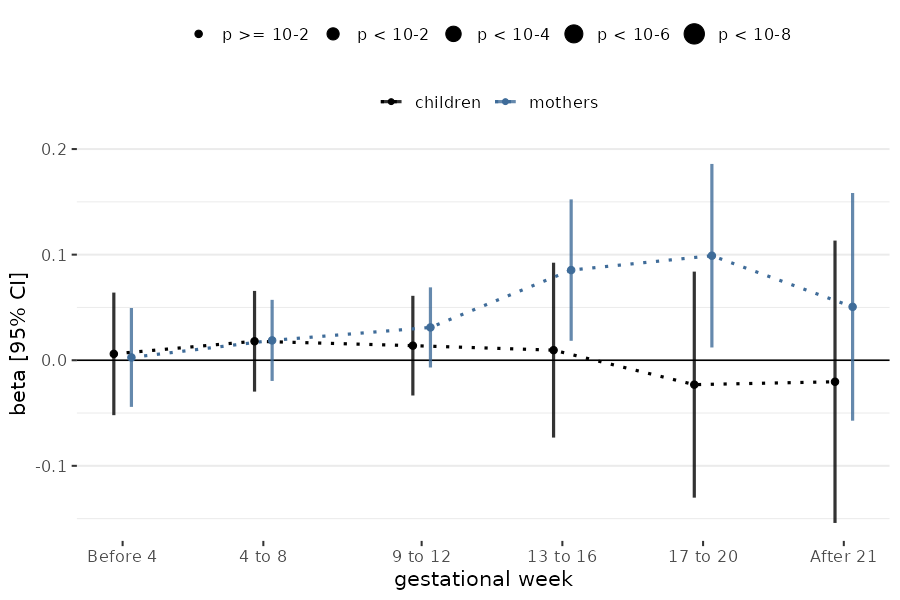 p >= 10-2 p < 10-2 p < 10-4 p < 10-6 p < 10-8
children mothers
0.2
0.1
0.0
-0.1
beta [95% CI]
Before 4 4 to 8 9 to 12 13 to 16 17 to 20 After 21
gestational week